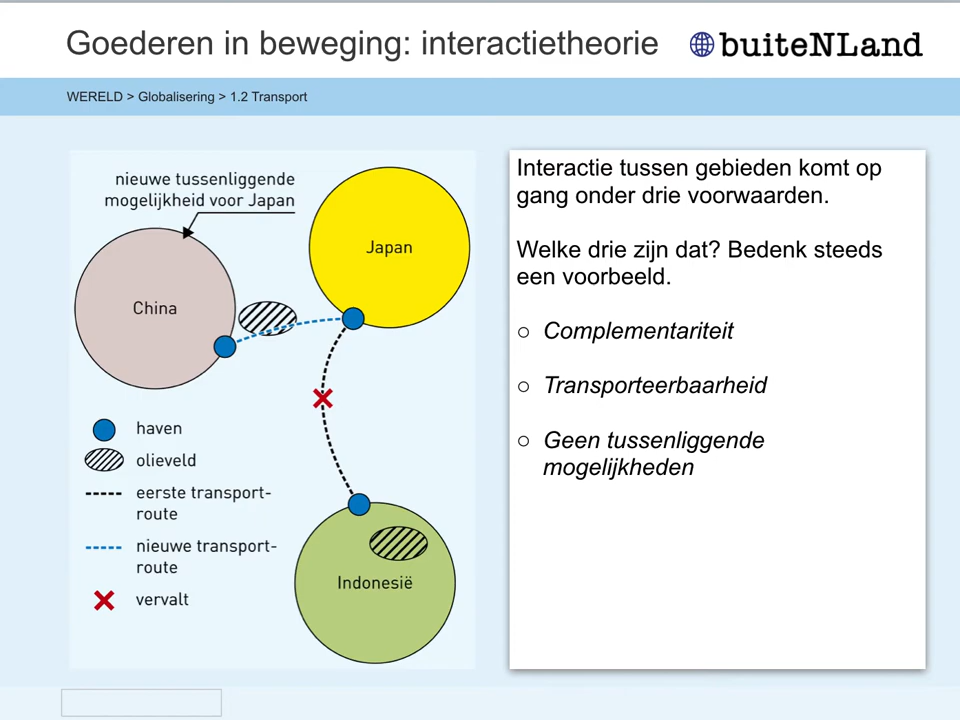 Goederen in beweging: interactietheorie
buiteNLand
WERELD > Globalisering > 1.2 Transport
nieuwe tussenliggende
mogelijkheid voor Japan
Japan
China
haven
olieveld
eerste transport-
route
nieuwe transport-
route
vervalt
Indonesië
Interactie tussen gebieden komt op
gang onder drie voorwaarden.
Welke drie zijn dat? Bedenk steeds
een voorbeeld.
○ Complementariteit
○ Transporteerbaarheid
○ Geen tussenliggende
mogelijkheden